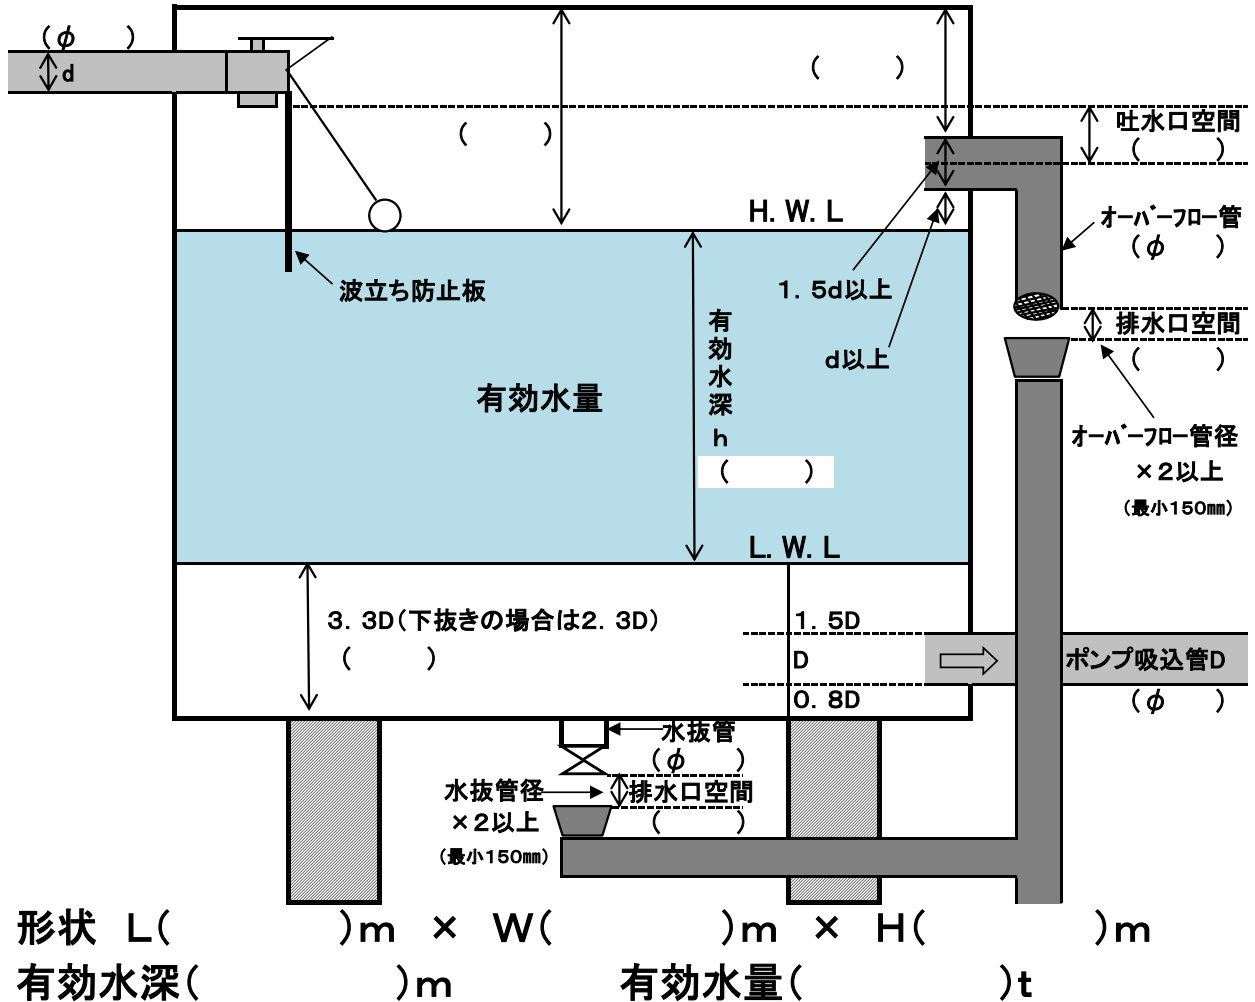 (φ　　)
d
(　　　)
(　　　)
吐水口空間
(　　　)
H. W. L
オーバーフロー管
(φ　　)
波立ち防止板
1. 5d以上
有効水深h
(　　　)
排水口空間
(　　　)
d以上
有効水量
オーバーフロー管径
×2以上
(最小150㎜)
L. W. L
3. 3D(下抜きの場合は2. 3D)
(　　　)
1. 5D
D
0. 8D
ポンプ吸込管D
(φ　　)
水抜管
(φ　　)
水抜管径
×2以上
(最小150㎜)
排水口空間
(　　　)
形状　L(　　　　)m　×　W(　　　　)m　×　H(　　　　)m
有効水深(　　　　)m　　　有効水量(　　　　)t